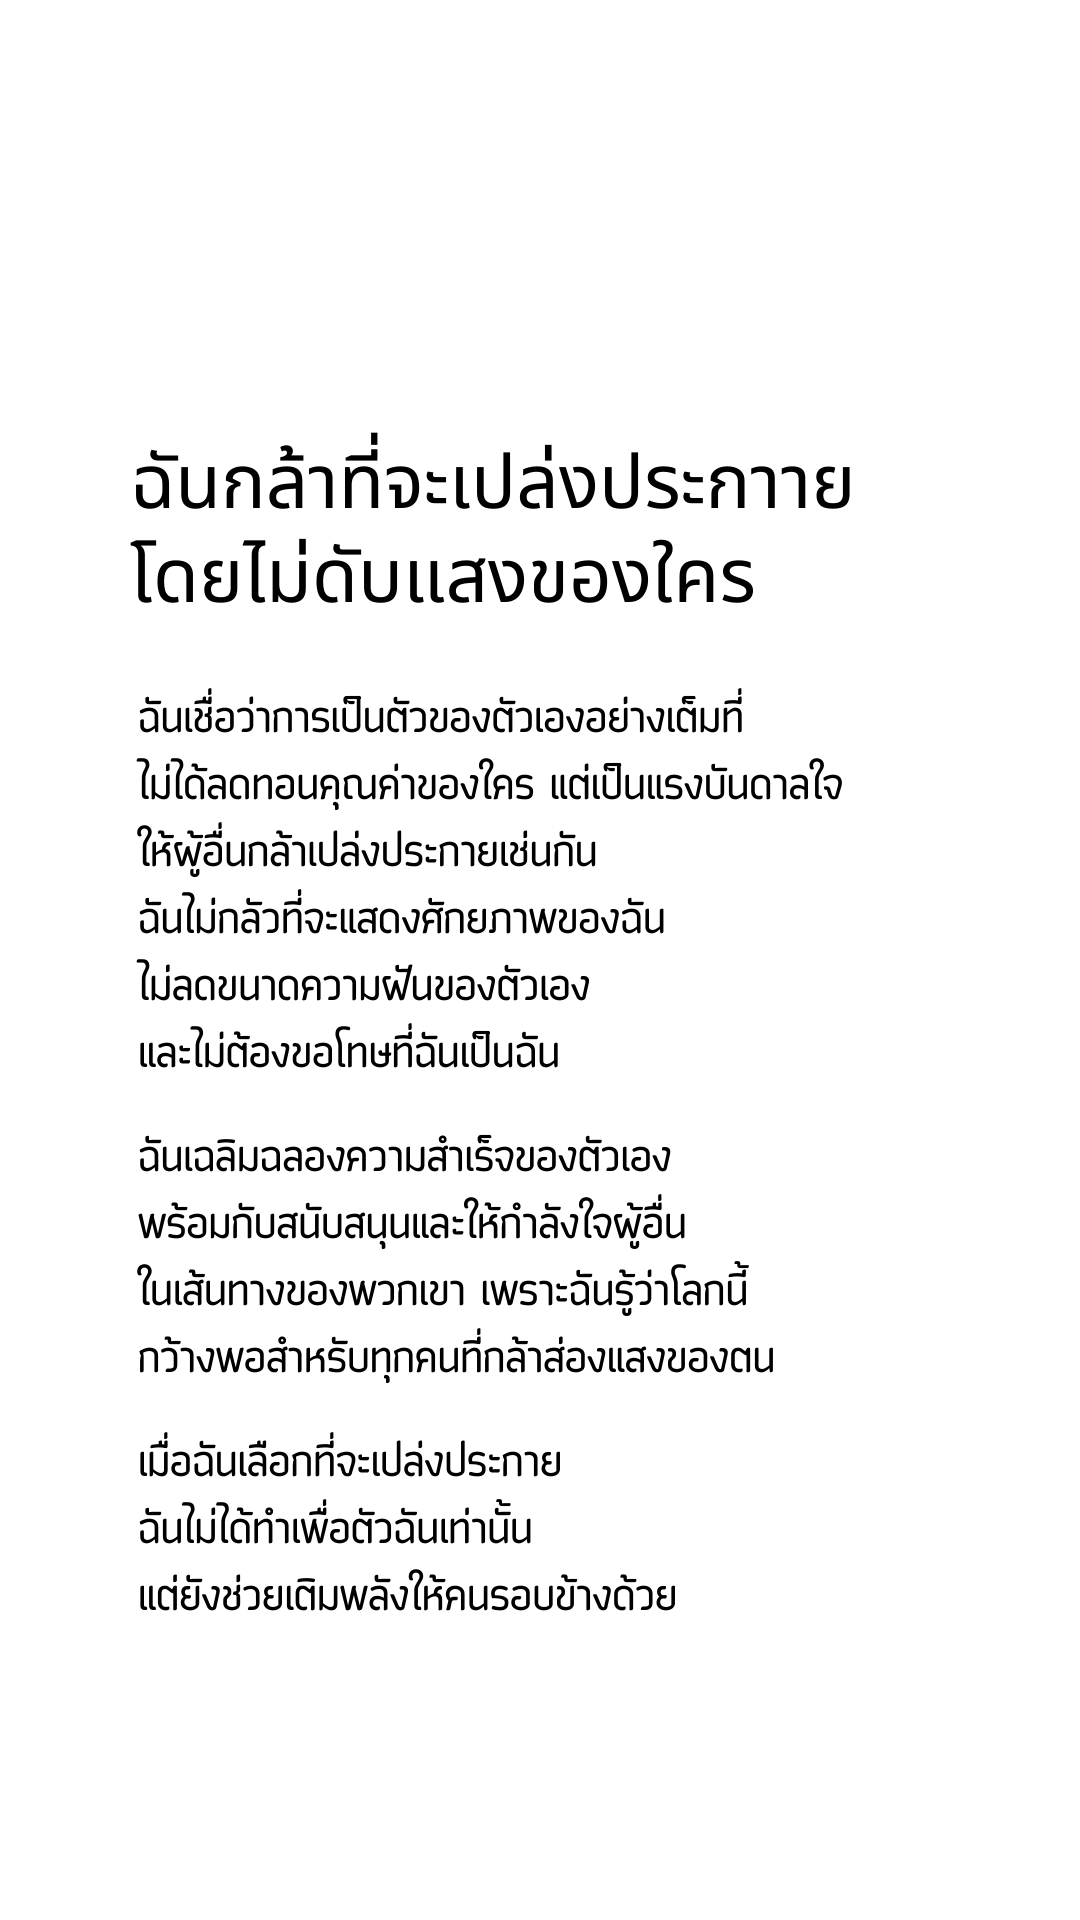 ฉันกล้าที่จะเปล่งประกาาย
โดยไม่ดับแสงของใคร
ฉันเชื่อว่าการเป็นตัวของตัวเองอย่างเต็มที่
ไม่ได้ลดทอนคุณค่าของใคร แต่เป็นแรงบันดาลใจ
ให้ผู้อื่นกล้าเปล่งประกายเช่นกัน
ฉันไม่กลัวที่จะแสดงศักยภาพของฉัน
ไม่ลดขนาดความฝันของตัวเอง
และไม่ต้องขอโทษที่ฉันเป็นฉัน
ฉันเฉลิมฉลองความสำเร็จของตัวเอง
พร้อมกับสนับสนุนและให้กำลังใจผู้อื่น
ในเส้นทางของพวกเขา เพราะฉันรู้ว่าโลกนี้
กว้างพอสำหรับทุกคนที่กล้าส่องแสงของตน
เมื่อฉันเลือกที่จะเปล่งประกาย
ฉันไม่ได้ทำเพื่อตัวฉันเท่านั้น
แต่ยังช่วยเติมพลังให้คนรอบข้างด้วย